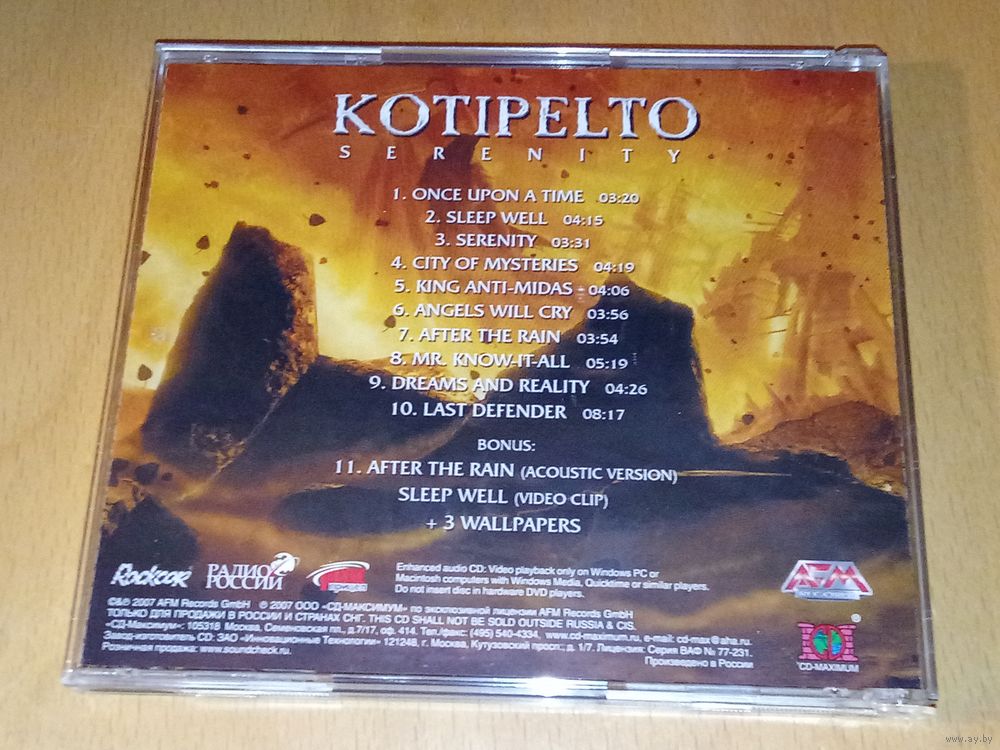 KOTIPELTO
SERENITY
1. ONCE UPON A TIME 03:20
2. SLEEP WELL 04:15
3. SERENITY 03:31
4. CITY OF MYSTERIES 04:19
5. KING ANTI-MIDAS - 04:06
6. ANGELS WILL CRY 03:56
7. AFTER THE RAIN 03:54
8. MR. KNOW-IT-ALL 05:19
9. DREAMS AND REALITY 04:26
10. LAST DEFENDER 08:17
BONUS:
11. AFTER THE RAIN (ACOUSTIC VERSION)
SLEEP WELL (VIDEO CLIP)
+ 3 WALLPAPERS
Rockcor
РАДИО РОССИИ
Enhanced audio CD: Video playback only on Windows PC or
Macintosh computers with Windows Media, Quicktime or similar players.
Do not insert disc in hardware DVD players.
AFM
©&℗ 2007 AFM Records GmbH ℗ 2007 ООО «СД-МАКСИМУМ» по эксклюзивной лицензии AFM Records GmbH
ТОЛЬКО ДЛЯ ПРОДАЖИ В РОССИИ И СТРАНАХ СНГ. THIS CD SHALL NOT BE SOLD OUTSIDE RUSSIA & CIS.
«СД-Максимум»: 105318 Москва, Семеновская пл., д.7/17, оф. 414. Тел./факс: (495) 540-4334, www.cd-maximum.ru, e-mail: cd-max@aha.ru.
Завод-изготовитель CD: ЗАО «Инновационные Технологии» 121248, г. Москва, Кутузовский просп., д. 1/7. Лицензия: Серия ВАФ № 77-231.
Розничная продажа: www.soundcheck.ru.
Произведено в России
®
CD-MAXIMUM
www.ay.by